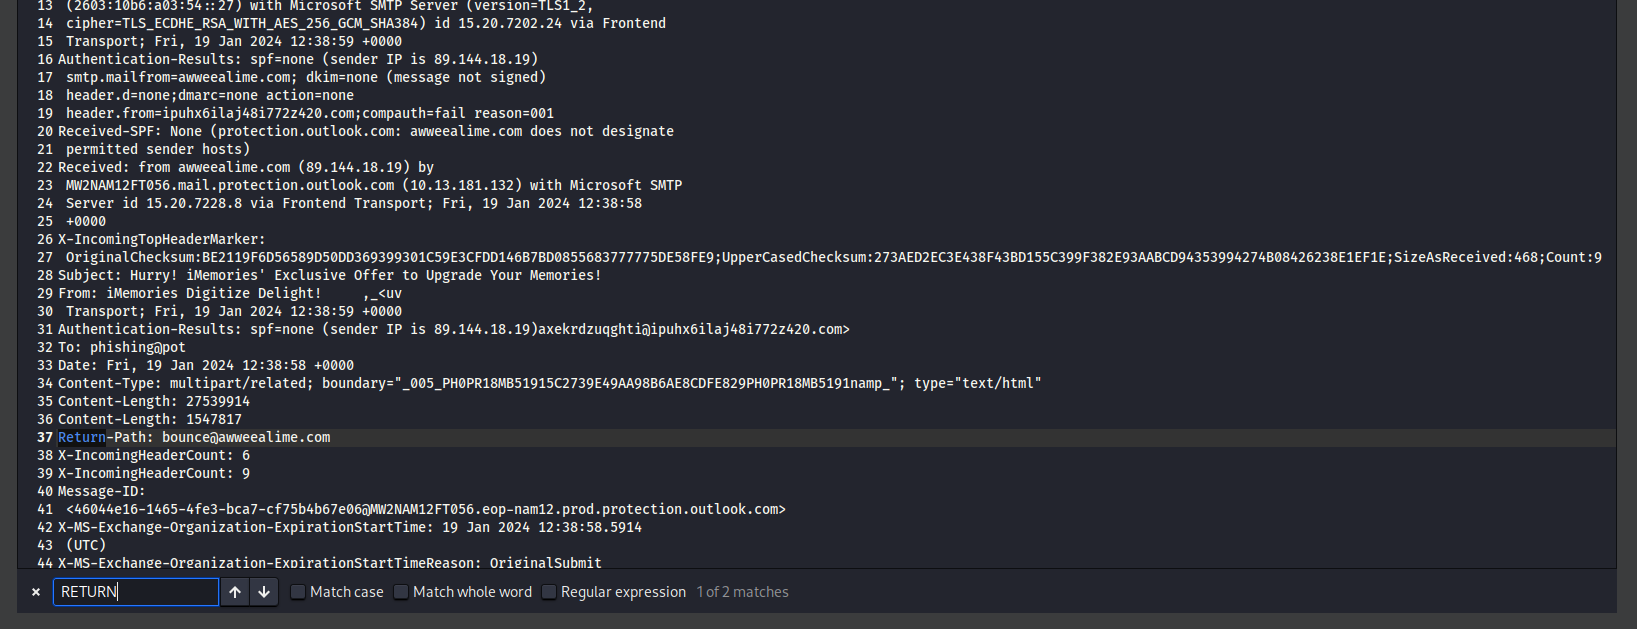 13 (2603:10b6:a03:54::27) with Microsoft SMTP Server (version=TLS1_2,
14 cipher=TLS_ECDHE_RSA_WITH_AES_256_GCM_SHA384) id 15.20.7202.24 via Frontend
15 Transport; Fri, 19 Jan 2024 12:38:59 +0000
16 Authentication-Results: spf=none (sender IP is 89.144.18.19)
17 smtp.mailfrom=awweealime.com; dkim=none (message not signed)
18 header.d=none;dmarc=none action=none
19 header.from=ipuhx6ilaj48i772z420.com;compauth=fail reason=001
20 Received-SPF: None (protection.outlook.com: awweealime.com does not designate
21 permitted sender hosts)
22 Received: from awweealime.com (89.144.18.19) by
23 MW2NAM12FT056.mail.protection.outlook.com (10.13.181.132) with Microsoft SMTP
24 Server id 15.20.7228.8 via Frontend Transport; Fri, 19 Jan 2024 12:38:58
25 +0000
26 X-IncomingTopHeaderMarker:
27 OriginalChecksum:BE2119F6D56589D50DD369399301C59E3CFDD146B7BD0855683777775DE58FE9;UpperCasedChecksum:273AED2EC3E438F43BD155C399F382E93AABCD94353994274B08426238E1EF1E;SizeAsReceived:468;Count:9
28 Subject: Hurry! iMemories' Exclusive Offer to Upgrade Your Memories!
29 From: iMemories Digitize Delight!     ,_<uv
30 Transport; Fri, 19 Jan 2024 12:38:59 +0000
31 Authentication-Results: spf=none (sender IP is 89.144.18.19)axekrdzuqghti@ipuhx6ilaj48i772z420.com>
32 To: phishing@pot
33 Date: Fri, 19 Jan 2024 12:38:58 +0000
34 Content-Type: multipart/related; boundary="_005_PH0PR18MB51915C2739E49AA98B6AE8CDFE829PH0PR18MB5191namp_"; type="text/html"
35 Content-Length: 27539914
36 Content-Length: 1547817
37 Return-Path: bounce@awweealime.com
38 X-IncomingHeaderCount: 6
39 X-IncomingHeaderCount: 9
40 Message-ID:
41 <46044e16-1465-4fe3-bca7-cf75b4b67e06@MW2NAM12FT056.eop-nam12.prod.protection.outlook.com>
42 X-MS-Exchange-Organization-ExpirationStartTime: 19 Jan 2024 12:38:58.5914
43 (UTC)
44 X-MS-Exchange-Organization-ExpirationStartTimeReason: OriginalSubmit
× RETURN ↑ ↓ Match case Match whole word Regular expression 1 of 2 matches